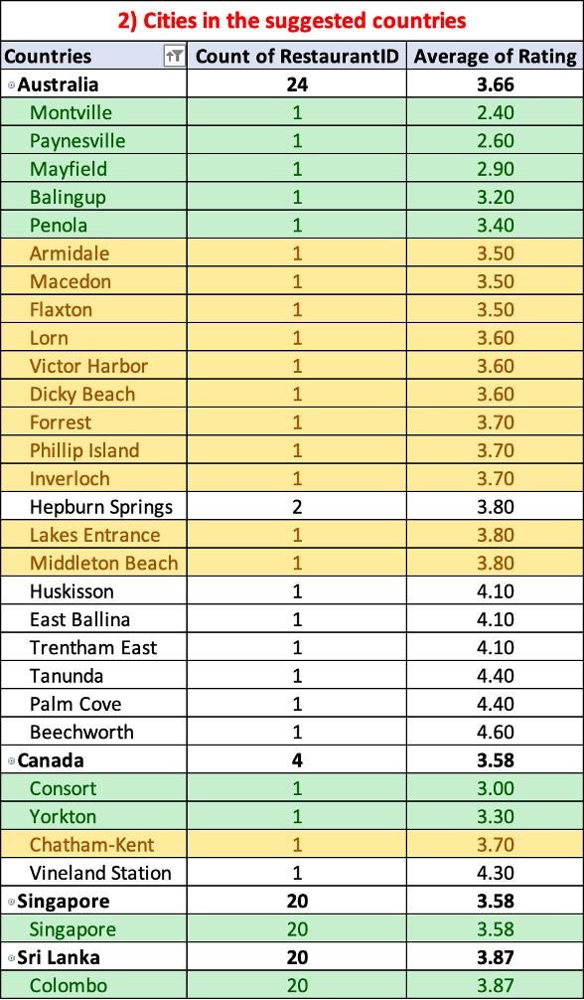 2) Cities in the suggested countries
Countries Count of RestaurantID Average of Rating
Australia 24 3.66
Montville 1 2.40
Paynesville 1 2.60
Mayfield 1 2.90
Balingup 1 3.20
Penola 1 3.40
Armidale 1 3.50
Macedon 1 3.50
Flaxton 1 3.50
Lorn 1 3.60
Victor Harbor 1 3.60
Dicky Beach 1 3.60
Forrest 1 3.70
Phillip Island 1 3.70
Inverloch 1 3.70
Hepburn Springs 2 3.80
Lakes Entrance 1 3.80
Middleton Beach 1 3.80
Huskisson 1 4.10
East Ballina 1 4.10
Trentham East 1 4.10
Tanunda 1 4.40
Palm Cove 1 4.40
Beechworth 1 4.60
Canada 4 3.58
Consort 1 3.00
Yorkton 1 3.30
Chatham-Kent 1 3.70
Vineland Station 1 4.30
Singapore 20 3.58
Singapore 20 3.58
Sri Lanka 20 3.87
Colombo 20 3.87